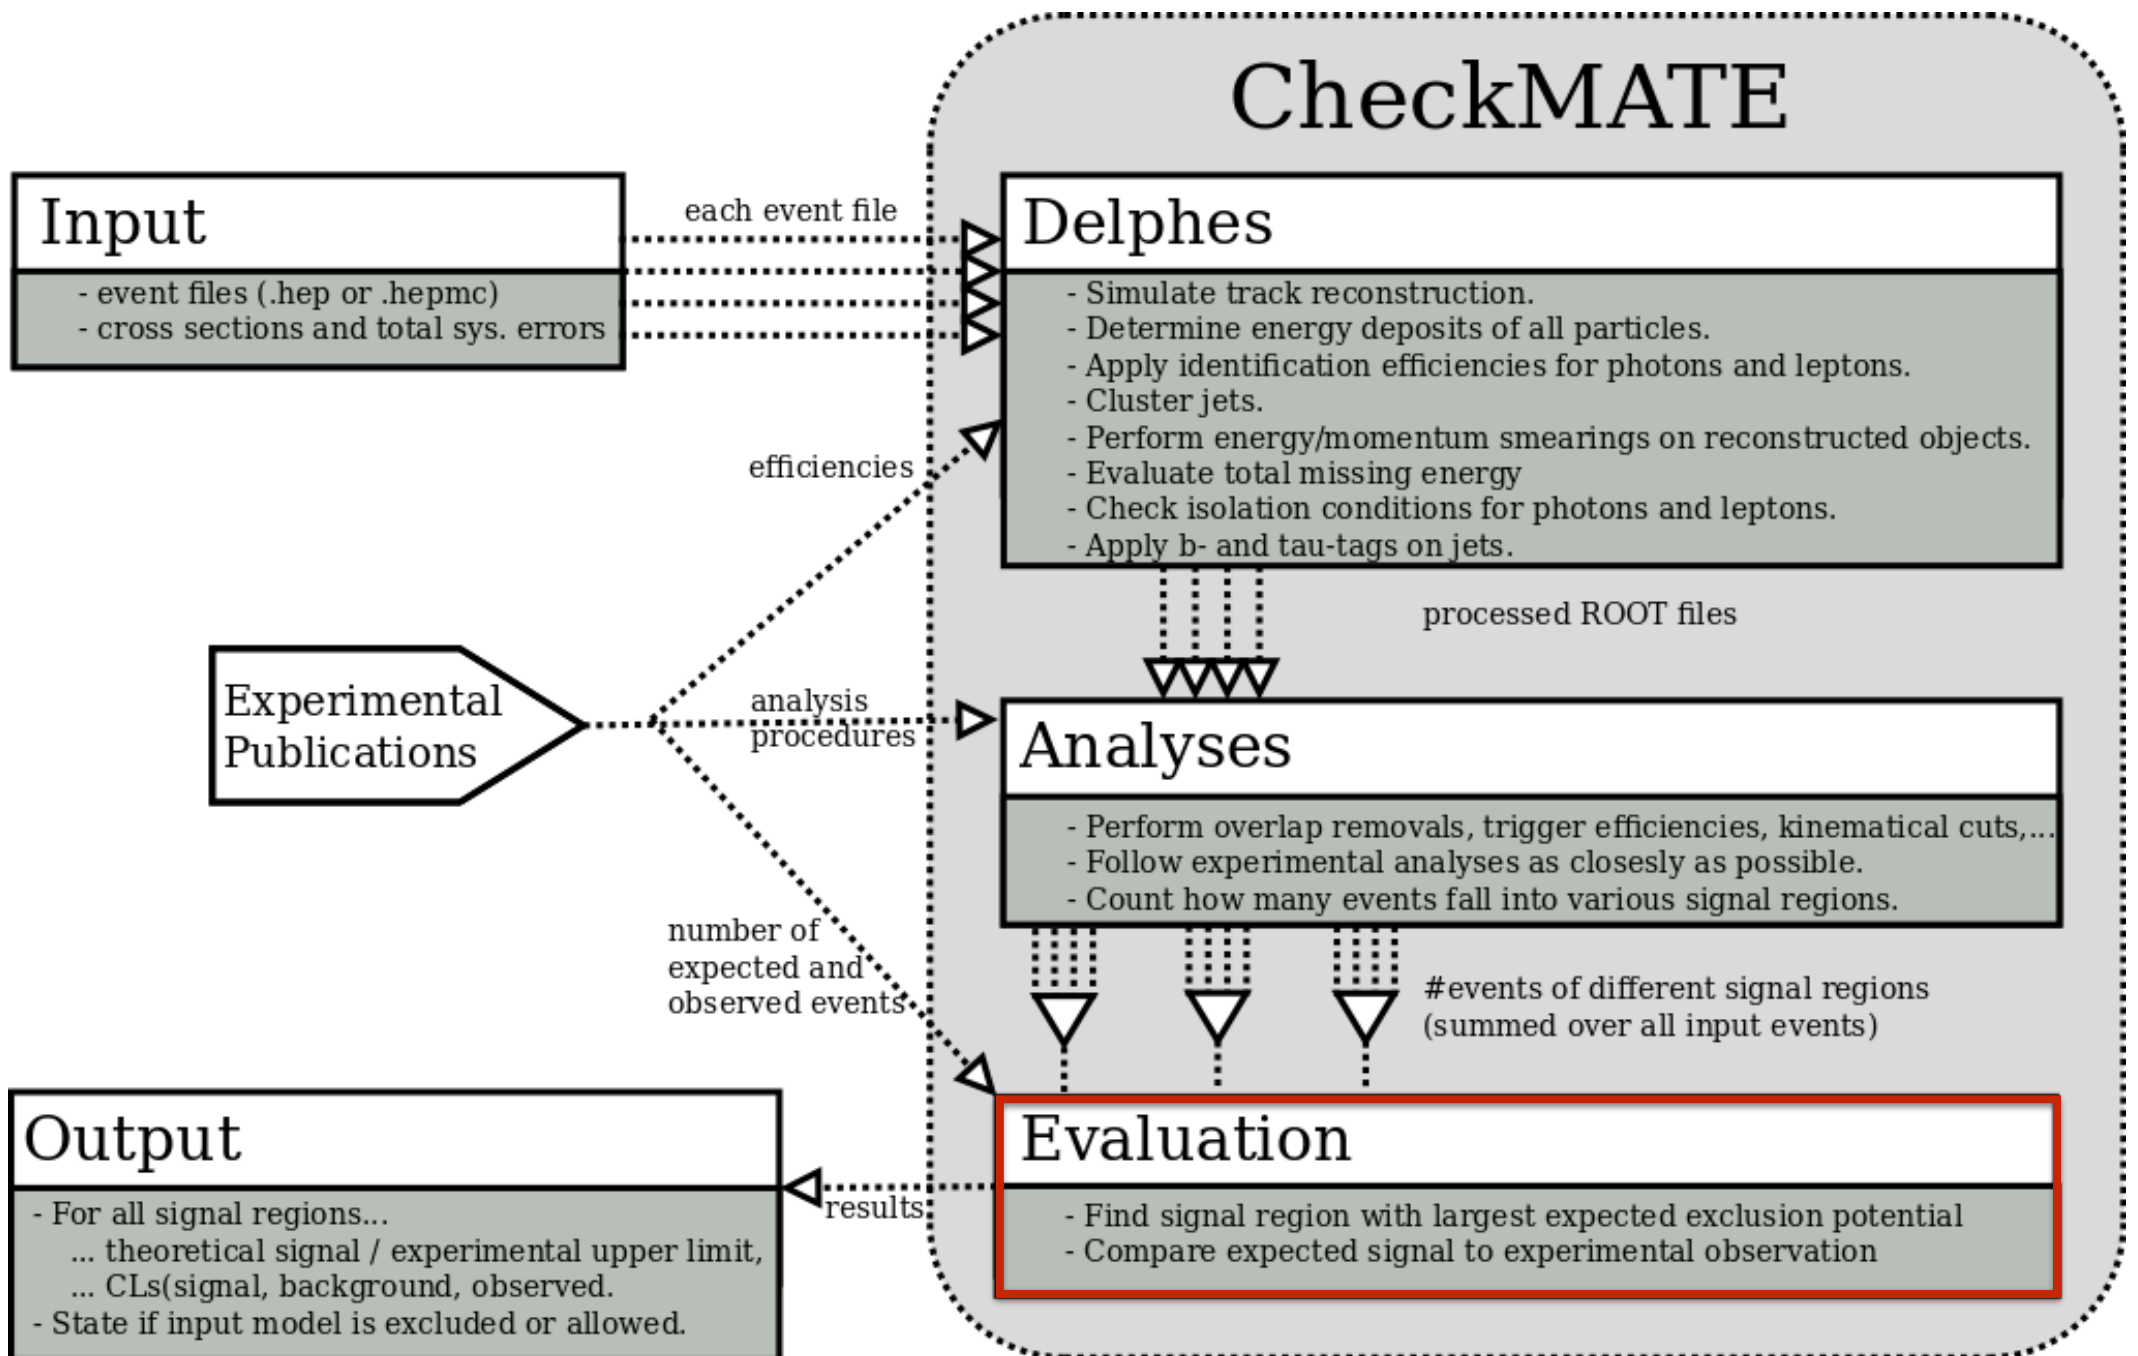 CheckMATE
Input
- event files (.hep or .hepmc)
- cross sections and total sys. errors
each event file
Delphes
- Simulate track reconstruction.
- Determine energy deposits of all particles.
- Apply identification efficiencies for photons and leptons.
- Cluster jets.
- Perform energy/momentum smearings on reconstructed objects.
- Evaluate total missing energy
- Check isolation conditions for photons and leptons.
- Apply b- and tau-tags on jets.
efficiencies
processed ROOT files
Experimental
Publications
analysis
procedures
Analyses
- Perform overlap removals, trigger efficiencies, kinematical cuts,...
- Follow experimental analyses as closesly as possible.
- Count how many events fall into various signal regions.
number of
expected and
observed events
#events of different signal regions
(summed over all input events)
Evaluation
- Find signal region with largest expected exclusion potential
- Compare expected signal to experimental observation
results
Output
- For all signal regions...
... theoretical signal / experimental upper limit,
... CLs(signal, background, observed.
- State if input model is excluded or allowed.